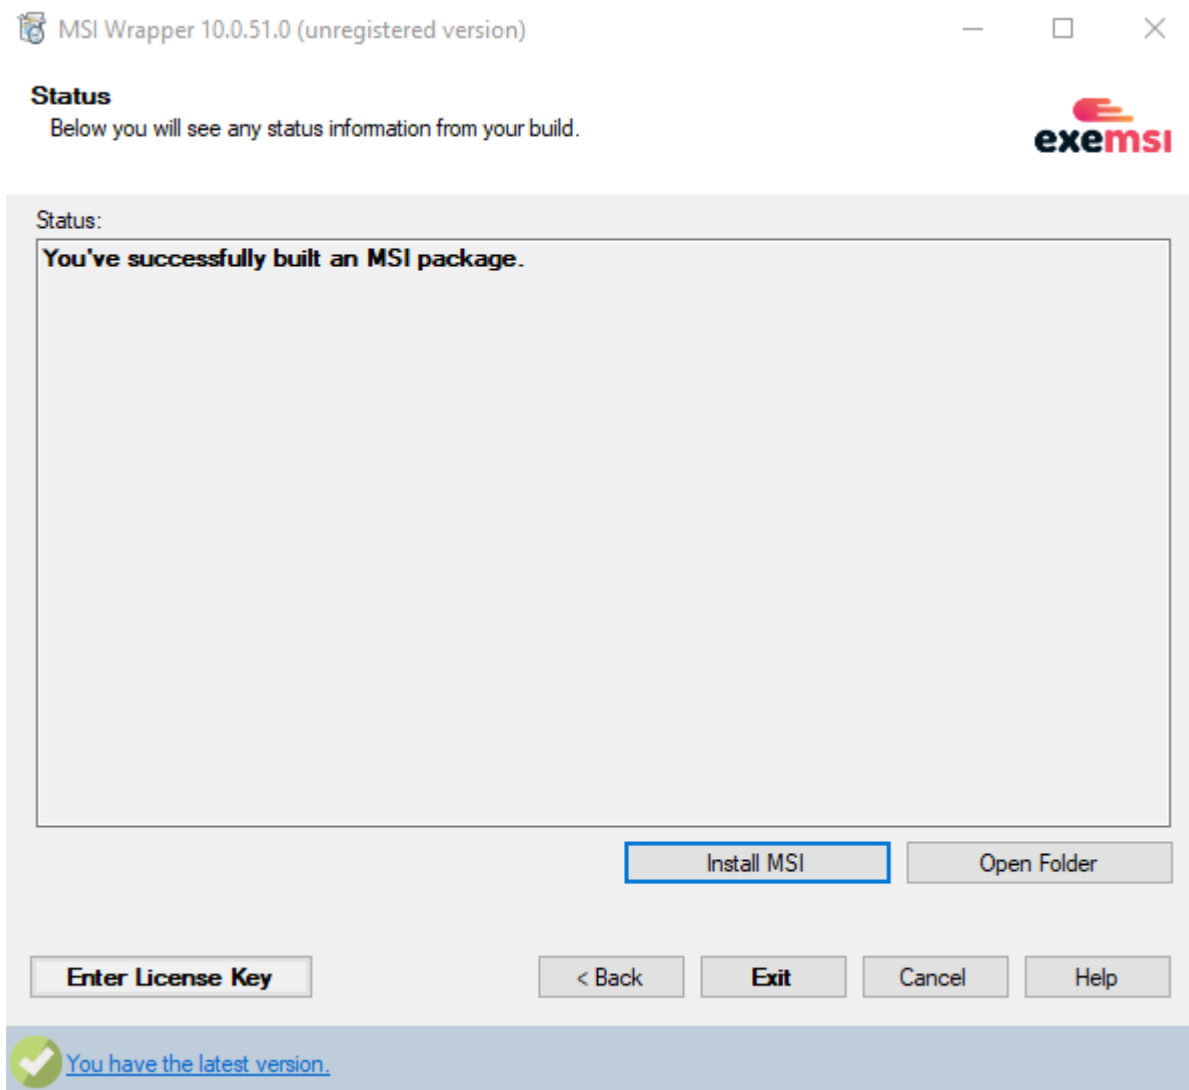 MSI Wrapper 10.0.51.0 (unregistered version)
Status
Below you will see any status information from your build.
exemsi
Status:
You've successfully built an MSI package.
Install MSI
Open Folder
Enter License Key
< Back
Exit
Cancel
Help
You have the latest version.